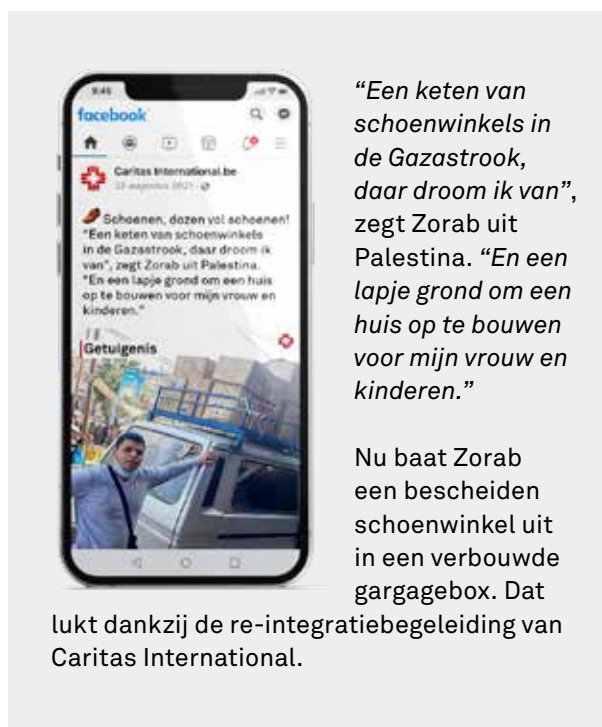 9:45
facebook
Caritas International.be
23 augustus 2021
Schoenen, dozen vol schoenen!
"Een keten van schoenwinkels
in de Gazastrook, daar droom ik
van", zegt Zorab uit Palestina.
"En een lapje grond om een huis
op te bouwen voor mijn vrouw en
kinderen."
Getuigenis
“Een keten van
schoenwinkels in
de Gazastrook,
daar droom ik van”,
zegt Zorab uit
Palestina. “En een
lapje grond om een
huis op te bouwen
voor mijn vrouw en
kinderen.”
Nu baat Zorab
een bescheiden
schoenwinkel uit
in een verbouwde
gargagebox. Dat
lukt dankzij de re-integratiebegeleiding van
Caritas International.